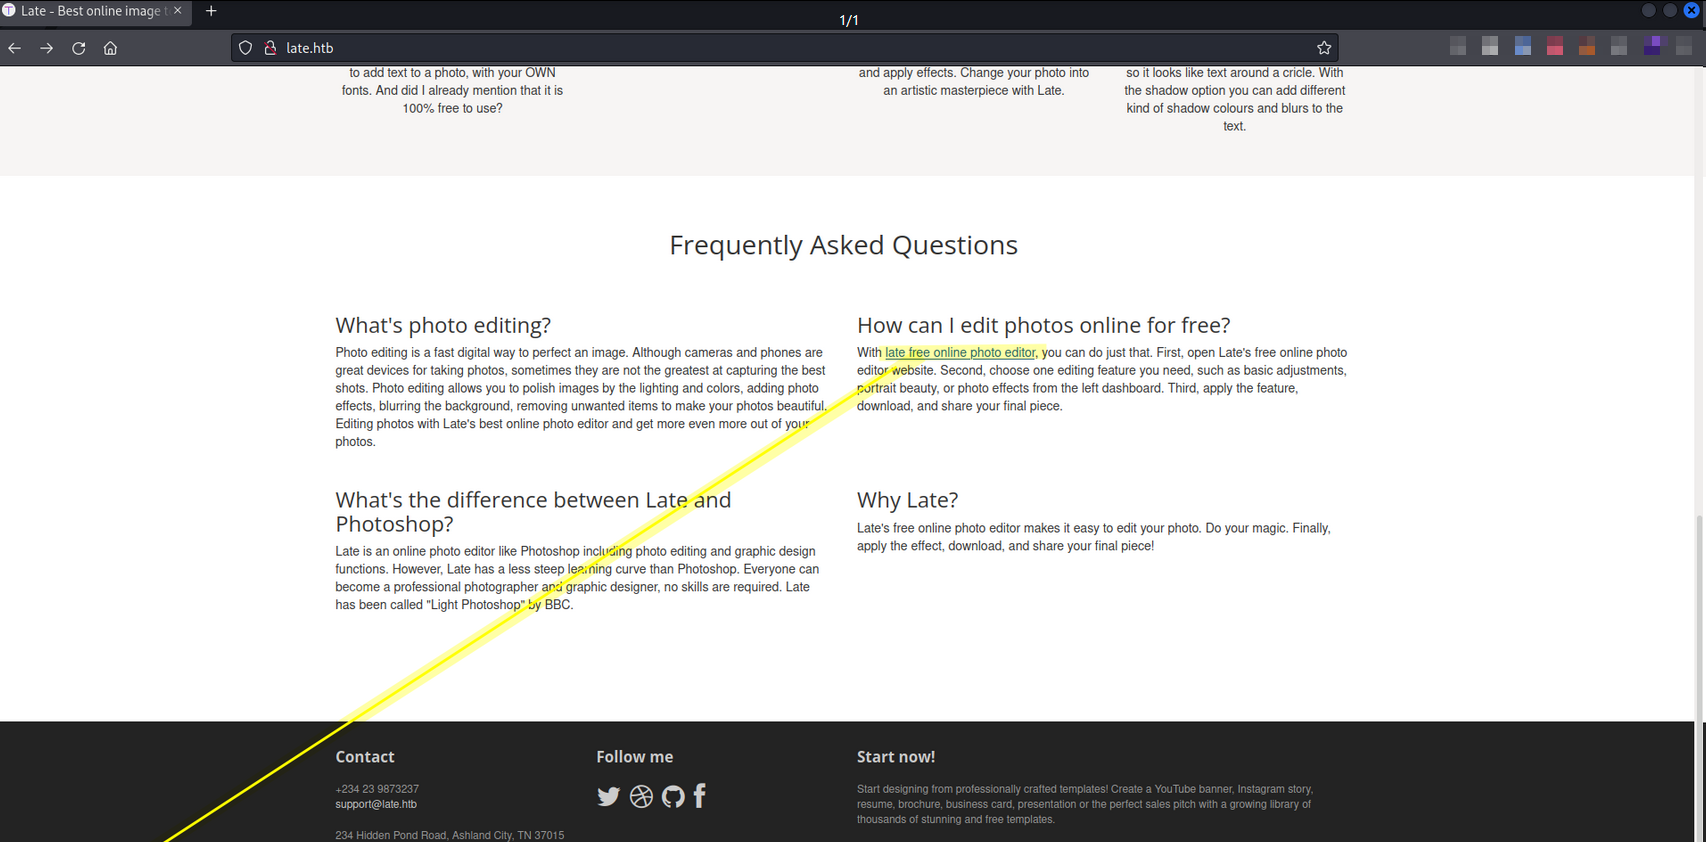 Late - Best online image t
1/1
late.htb
to add text to a photo, with your OWN
fonts. And did I already mention that it is
100% free to use?
and apply effects. Change your photo into
an artistic masterpiece with Late.
so it looks like text around a cricle. With
the shadow option you can add different
kind of shadow colours and blurs to the
text.
Frequently Asked Questions
What's photo editing?
Photo editing is a fast digital way to perfect an image. Although cameras and phones are
great devices for taking photos, sometimes they are not the greatest at capturing the best
shots. Photo editing allows you to polish images by the lighting and colors, adding photo
effects, blurring the background, removing unwanted items to make your photos beautiful.
Editing photos with Late's best online photo editor and get more even more out of your
photos.
How can I edit photos online for free?
With late free online photo editor, you can do just that. First, open Late's free online photo
editor website. Second, choose one editing feature you need, such as basic adjustments,
portrait beauty, or photo effects from the left dashboard. Third, apply the feature,
download, and share your final piece.
What's the difference between Late and
Photoshop?
Late is an online photo editor like Photoshop including photo editing and graphic design
functions. However, Late has a less steep learning curve than Photoshop. Everyone can
become a professional photographer and graphic designer, no skills are required. Late
has been called "Light Photoshop" by BBC.
Why Late?
Late's free online photo editor makes it easy to edit your photo. Do your magic. Finally,
apply the effect, download, and share your final piece!
Contact
+234 23 9873237
support@late.htb
234 Hidden Pond Road, Ashland City, TN 37015
Follow me
Start now!
Start designing from professionally crafted templates! Create a YouTube banner, Instagram story,
resume, brochure, business card, presentation or the perfect sales pitch with a growing library of
thousands of stunning and free templates.